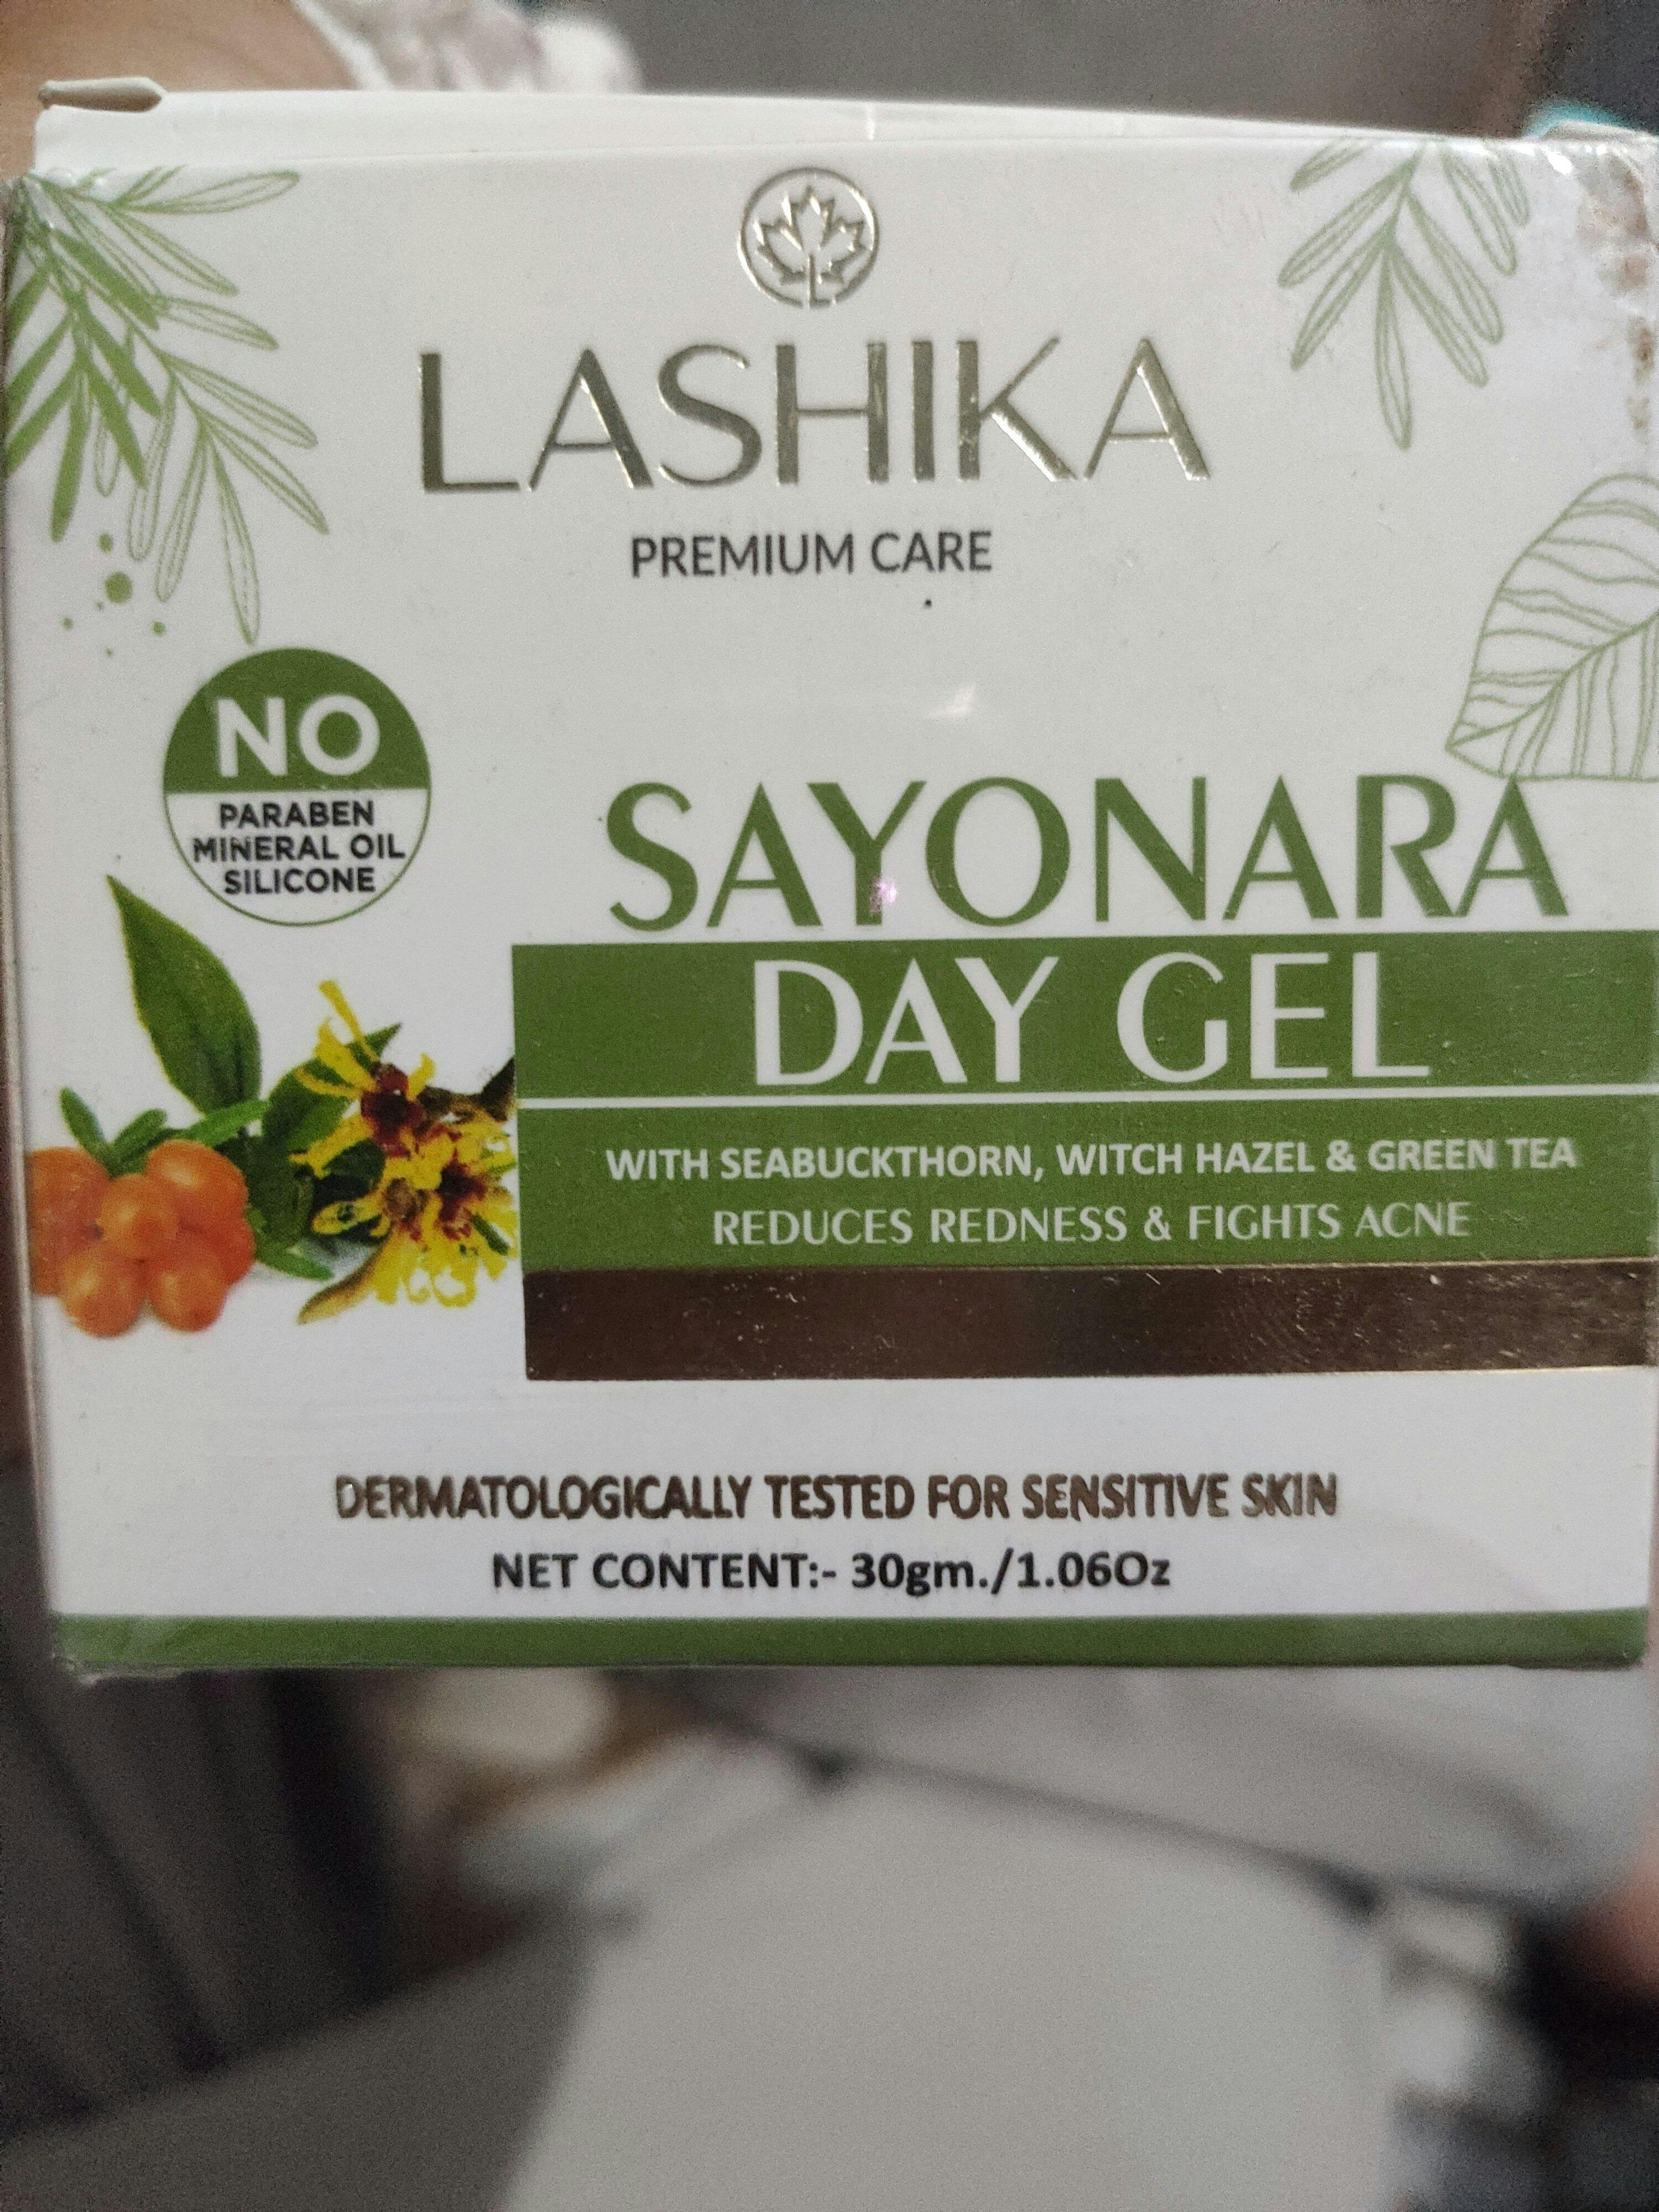 LASHIKA
PREMIUM CARE
NO
PARABEN
MINERAL OIL
SILICONE
SAYONARA
DAY GEL
WITH SEABUCKTHORN, WITCH HAZEL & GREEN TEA
REDUCES REDNESS & FIGHTS ACNE
DERMATOLOGICALLY TESTED FOR SENSITIVE SKIN
NET CONTENT:- 30gm./1.06Oz